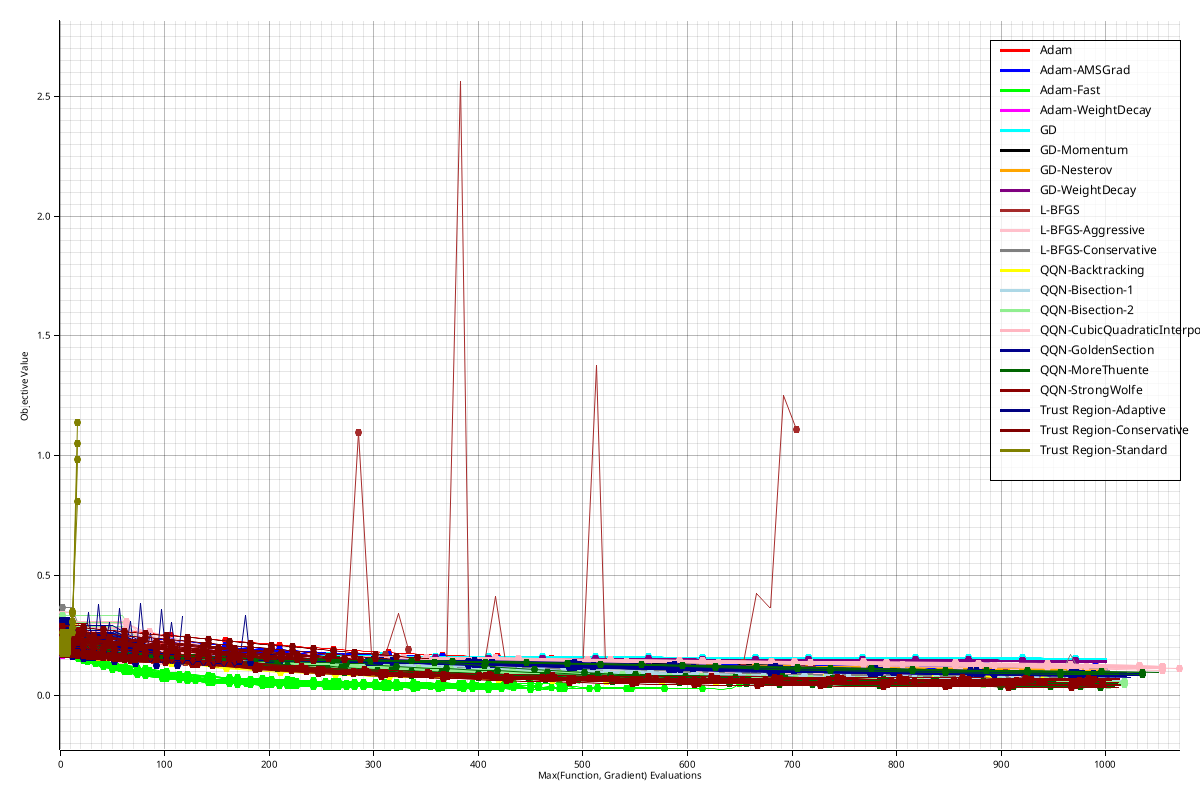 Adam
Adam-AMSGrad
Adam-Fast
Adam-WeightDecay
GD
GD-Momentum
GD-Nesterov
GD-WeightDecay
L-BFGS
L-BFGS-Aggressive
L-BFGS-Conservative
QQN-Backtracking
QQN-Bisection-1
QQN-Bisection-2
QQN-CubicQuadraticInterpo
QQN-GoldenSection
QQN-MoreThuente
QQN-StrongWolfe
Trust Region-Adaptive
Trust Region-Conservative
Trust Region-Standard
2.5
2.0
1.5
1.0
0.5
0.0
Objective Value
0 100 200 300 400 500 600 700 800 900 1000
Max(Function, Gradient) Evaluations